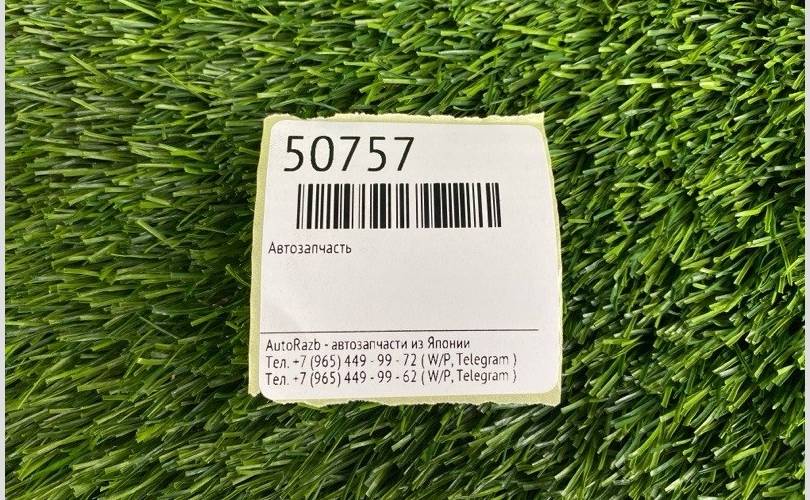 50757
Автозапчасть
AutoRazb - автозапчасти из Японии
Тел. +7 (965) 449 - 99 - 72 ( W/P, Telegram )
Тел. +7 (965) 449 - 99 - 62 ( W/P, Telegram )